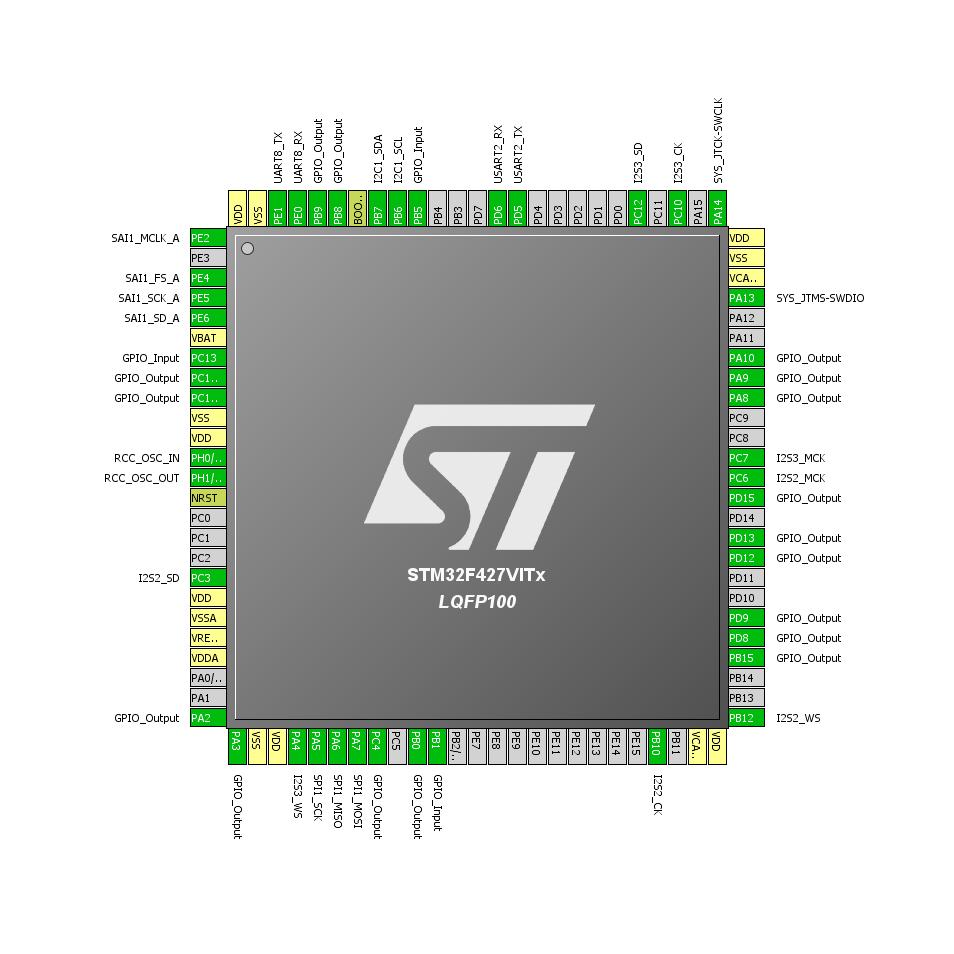 UART8_TX
UART8_RX
GPIO_Output
GPIO_Output
I2C1_SDA
I2C1_SCL
GPIO_Input
USART2_RX
USART2_TX
I2S3_SD
I2S3_CK
SYS_JTCK-SWCLK
VDD
VSS
PE1
PE0
PB9
PB8
BOO..
PB7
PB6
PB5
PB4
PB3
PD7
PD6
PD5
PD4
PD3
PD2
PD1
PD0
PC12
PC11
PC10
PA15
PA14
SAI1_MCLK_A PE2
PE3
SAI1_FS_A PE4
SAI1_SCK_A PE5
SAI1_SD_A PE6
VBAT
GPIO_Input PC13
GPIO_Output PC1..
GPIO_Output PC1..
VSS
VDD
RCC_OSC_IN PH0/..
RCC_OSC_OUT PH1/..
NRST
PC0
PC1
PC2
I2S2_SD PC3
VDD
VSSA
VRE..
VDDA
PA0/..
PA1
GPIO_Output PA2
STM32F427VITx
LQFP100
VDD
VSS
VCA..
PA13 SYS_JTMS-SWDIO
PA12
PA11
PA10 GPIO_Output
PA9 GPIO_Output
PA8 GPIO_Output
PC9
PC8
PC7 I2S3_MCK
PC6 I2S2_MCK
PD15 GPIO_Output
PD14
PD13 GPIO_Output
PD12 GPIO_Output
PD11
PD10
PD9 GPIO_Output
PD8 GPIO_Output
PB15 GPIO_Output
PB14
PB13
PB12 I2S2_WS
PA3
VSS
VDD
PA4
PA5
PA6
PA7
PC4
PC5
PB0
PB1
PB2/..
PE7
PE8
PE9
PE10
PE11
PE12
PE13
PE14
PE15
PB10
PB11
VCA..
VDD
GPIO_Output
I2S3_WS
SPI1_SCK
SPI1_MISO
SPI1_MOSI
GPIO_Output
GPIO_Output
GPIO_Input
I2S2_CK